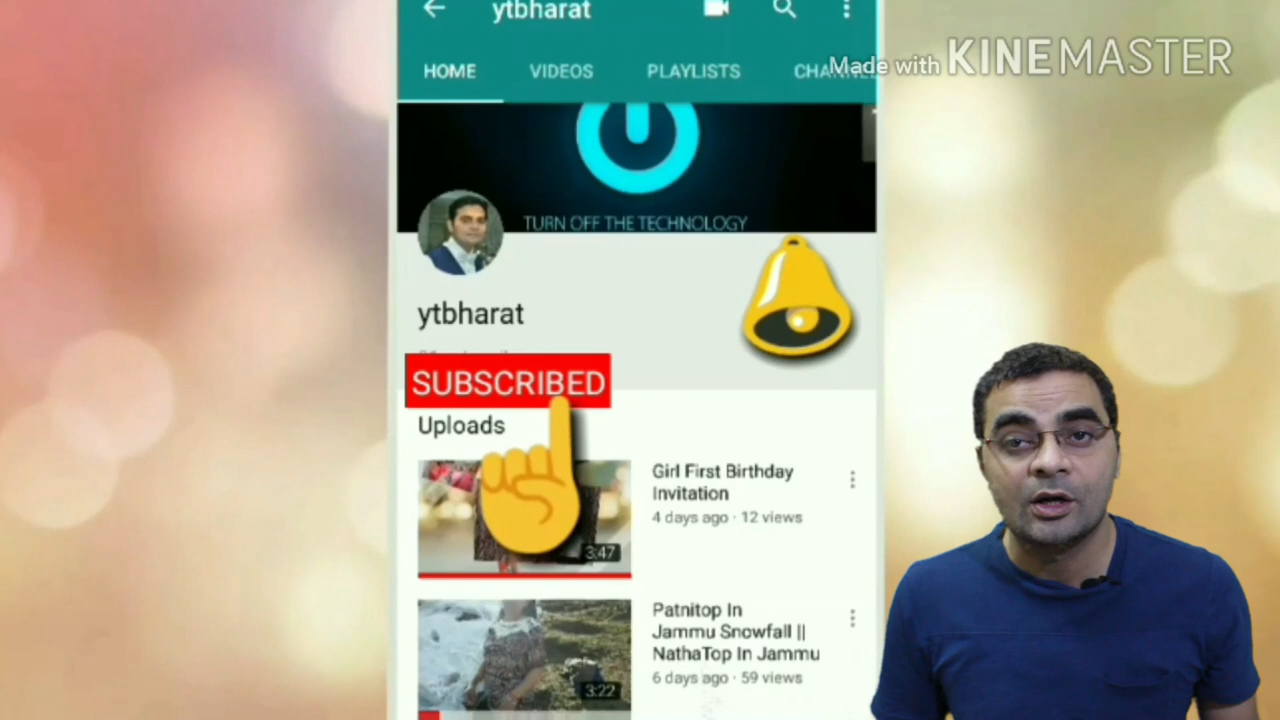 ytbharat
Made with KINEMASTER
HOME VIDEOS PLAYLISTS
TURN OFF THE TECHNOLOGY
ytbharat
SUBSCRIBED
Uploads
Girl First Birthday
Invitation
4 days ago · 12 views
3:47
Patnitop In
Jammu Snowfall ||
NathaTop In Jammu
6 days ago · 59 views
3:22